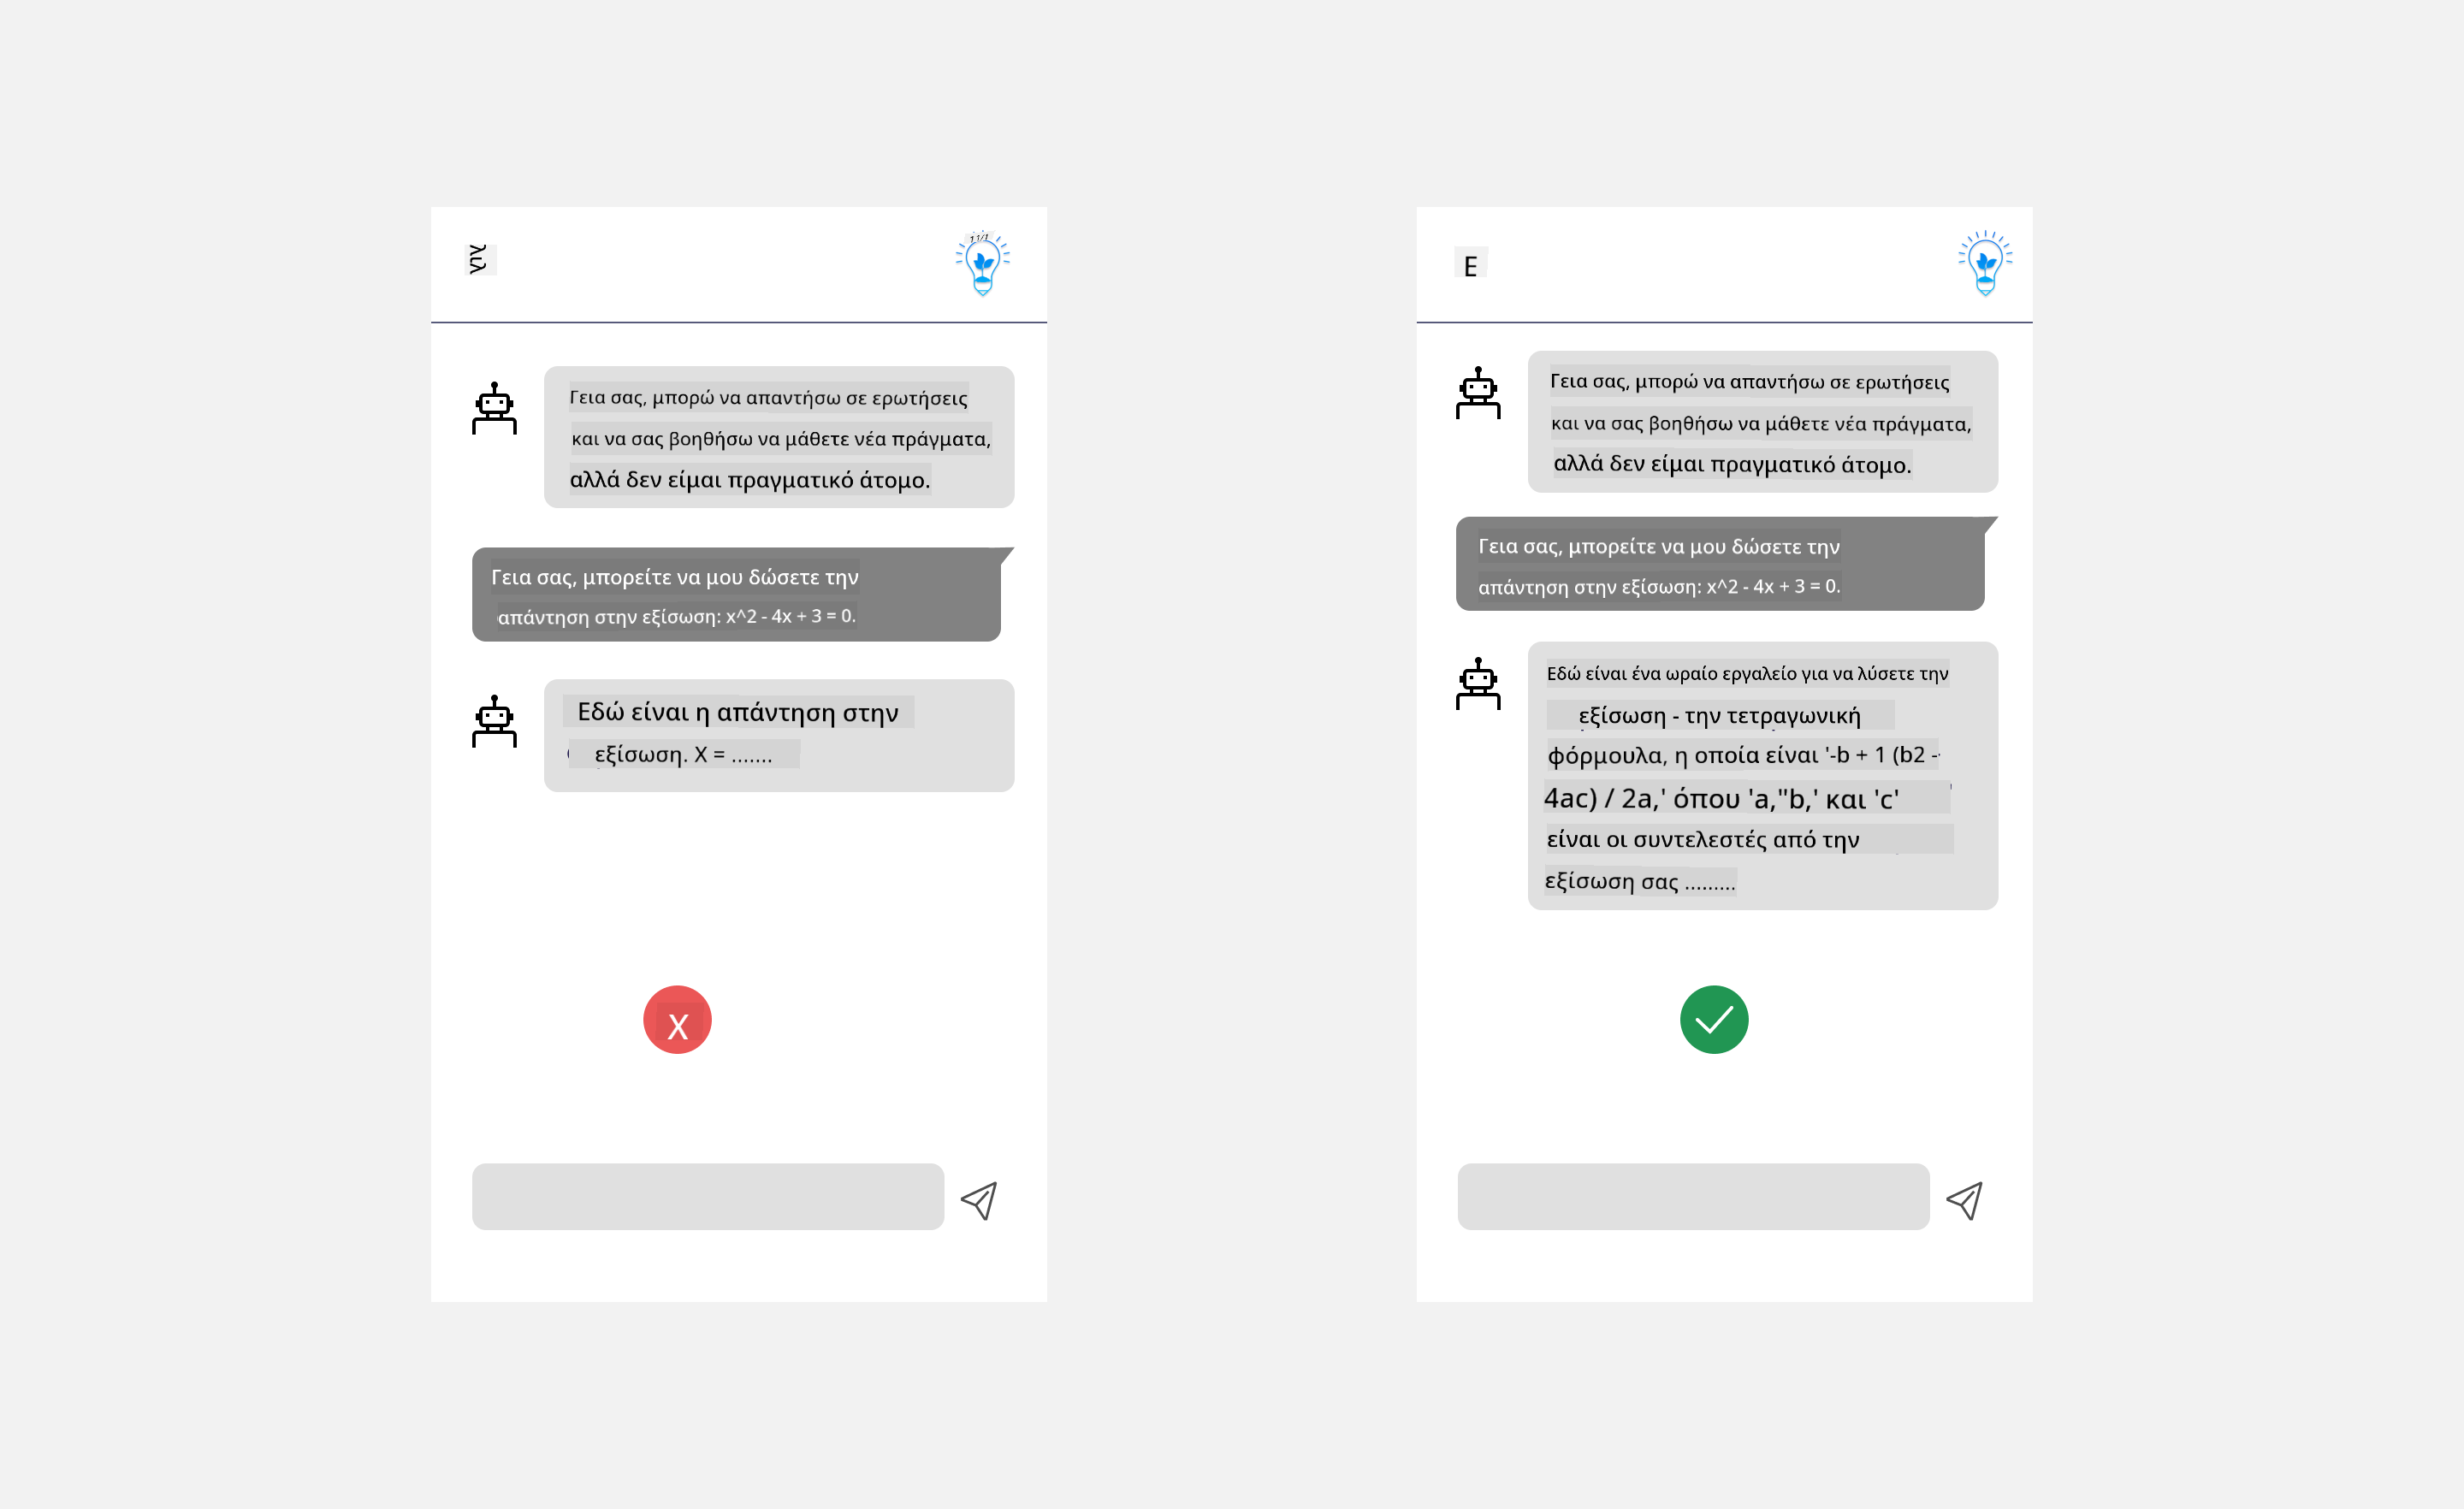 Γεια σας, μπορώ να απαντήσω σε ερωτήσεις
και να σας βοηθήσω να μάθετε νέα πράγματα,
αλλά δεν είμαι πραγματικό άτομο.
Γεια σας, μπορείτε να μου δώσετε την
απάντηση στην εξίσωση: x^2 - 4x + 3 = 0.
Εδώ είναι η απάντηση στην
εξίσωση. X = .......
X
E
Γεια σας, μπορώ να απαντήσω σε ερωτήσεις
και να σας βοηθήσω να μάθετε νέα πράγματα,
αλλά δεν είμαι πραγματικό άτομο.
Γεια σας, μπορείτε να μου δώσετε την
απάντηση στην εξίσωση: x^2 - 4x + 3 = 0.
Εδώ είναι ένα ωραίο εργαλείο για να λύσετε την
εξίσωση - την τετραγωνική
φόρμουλα, η οποία είναι '-b + 1 (b2 -
4ac) / 2a,' όπου 'a,"b,' και 'c'
είναι οι συντελεστές από την
εξίσωση σας .........